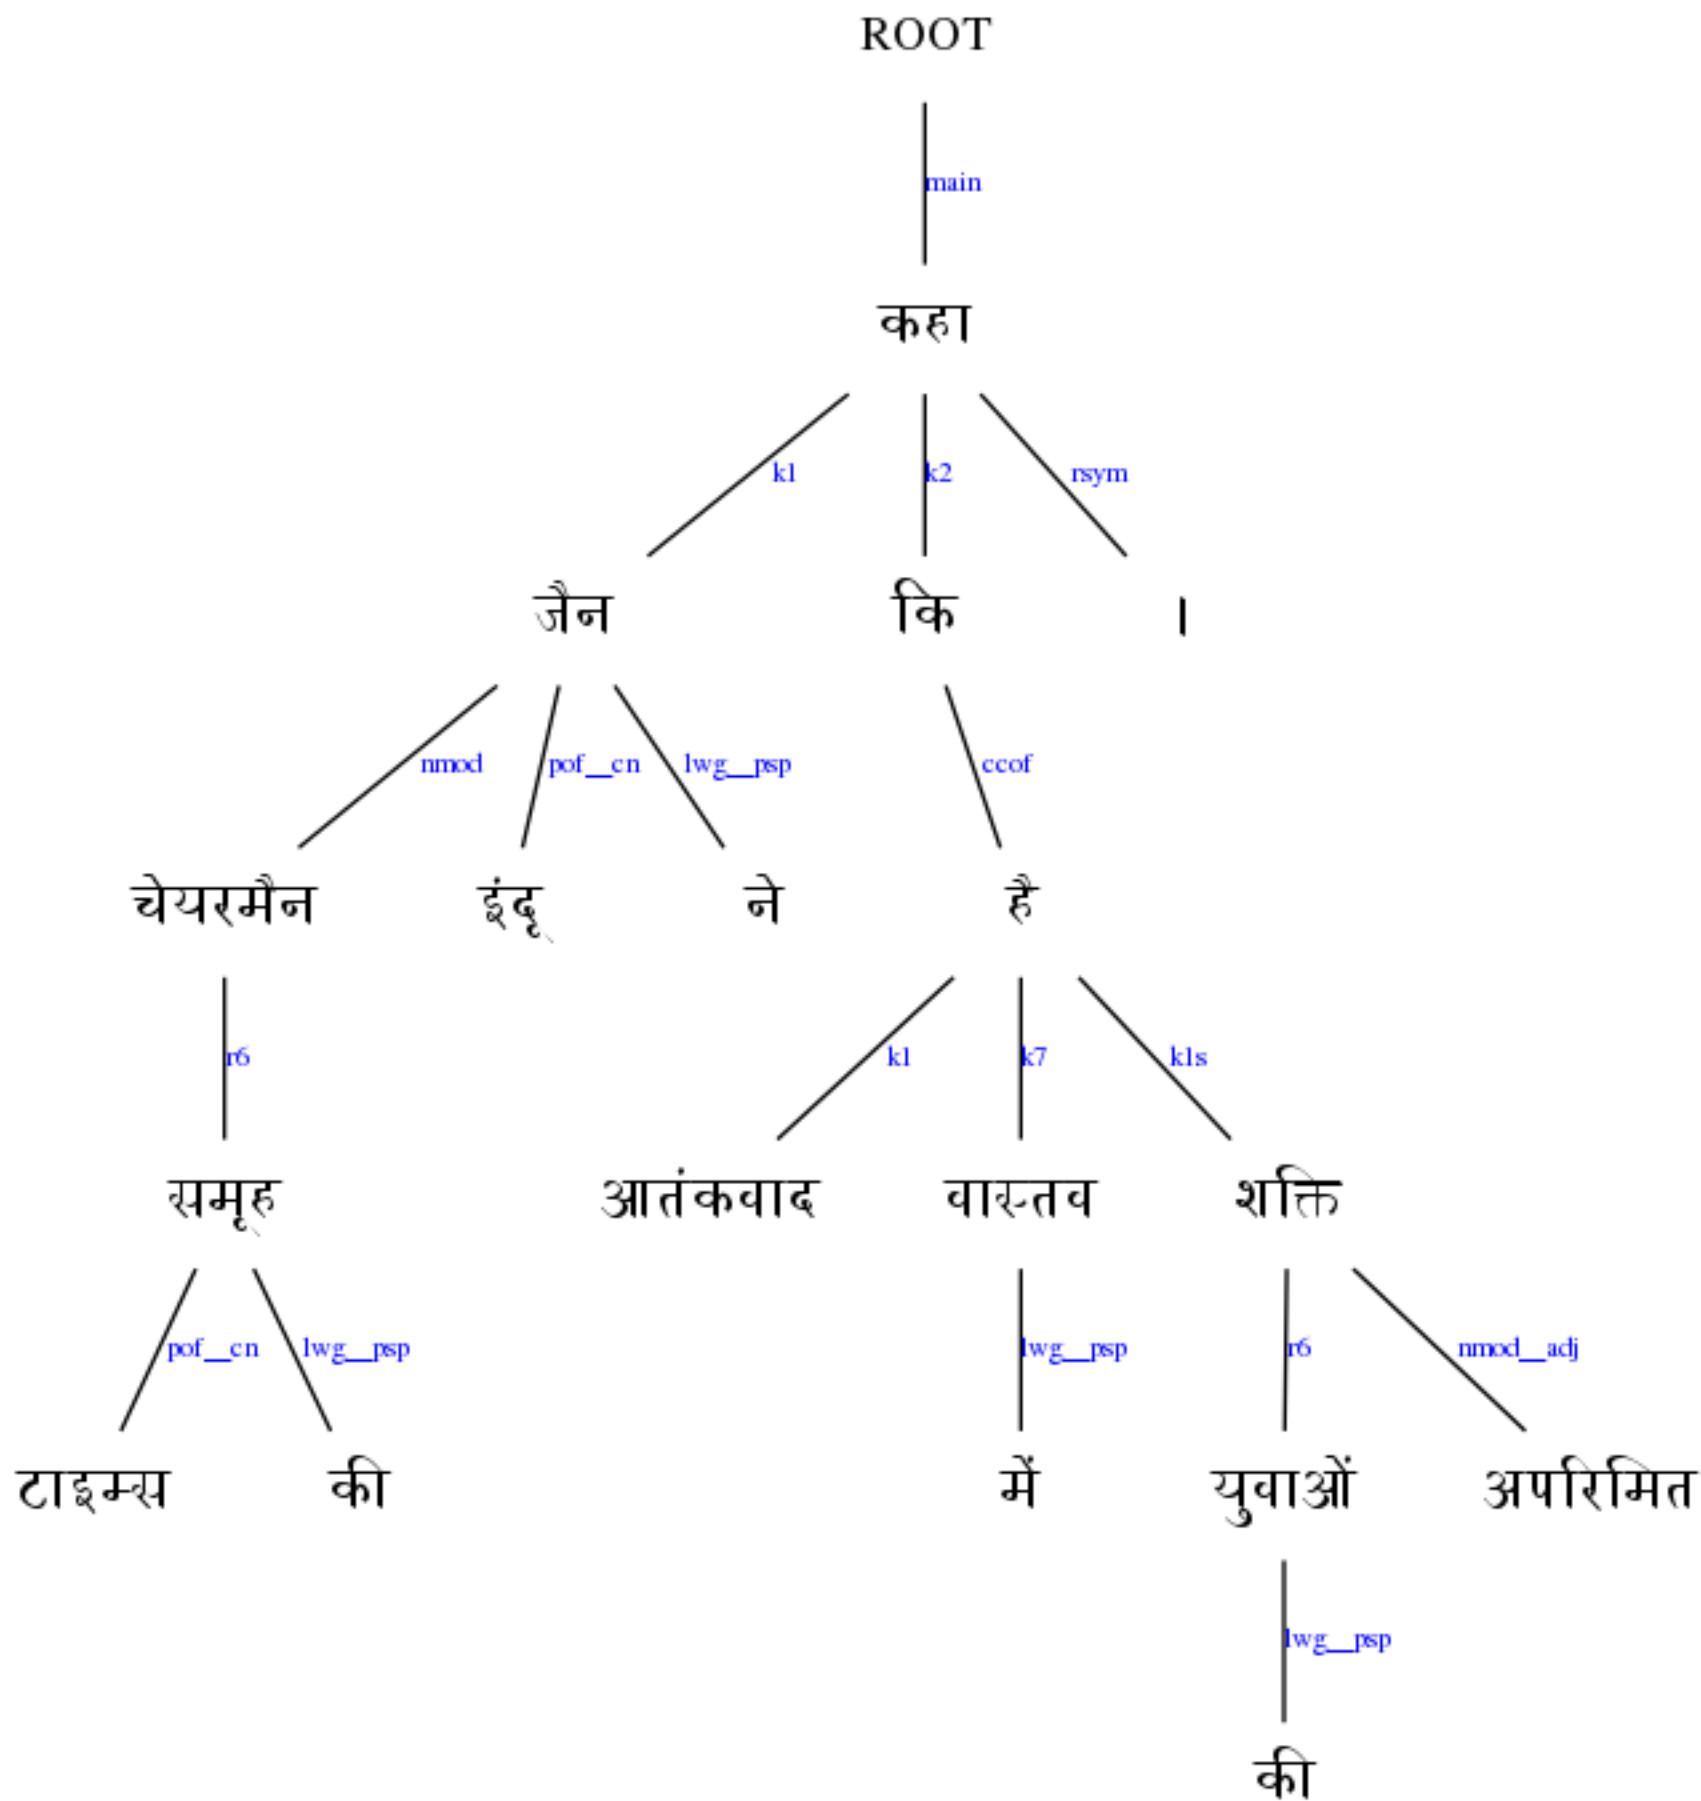 ROOT
main
कहा
k1 k2 rsym
जैन कि ।
nmod pof__cn lwg__psp ccof
चेयरमैन इंदू ने है
r6 k1 k7 k1s
समूह आतंकवाद वास्तव शक्ति
pof__cn lwg__psp lwg__psp r6 nmod__adj
टाइम्स की में युवाओं अपरिमित
lwg__psp
की